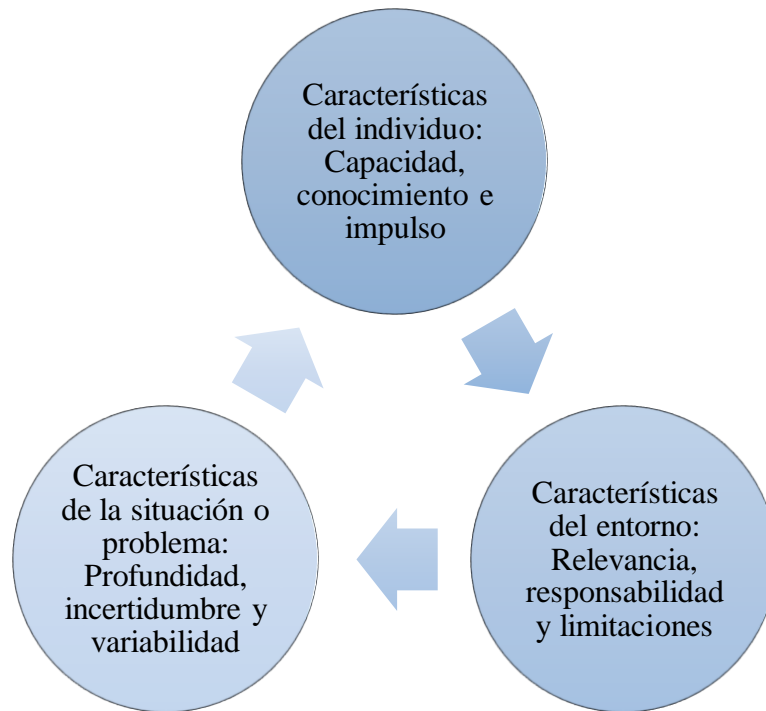 Características
del individuo:
Capacidad,
conocimiento e
impulso
Características
de la situación o
problema:
Profundidad,
incertidumbre y
variabilidad
Características
del entorno:
Relevancia,
responsabilidad
y limitaciones